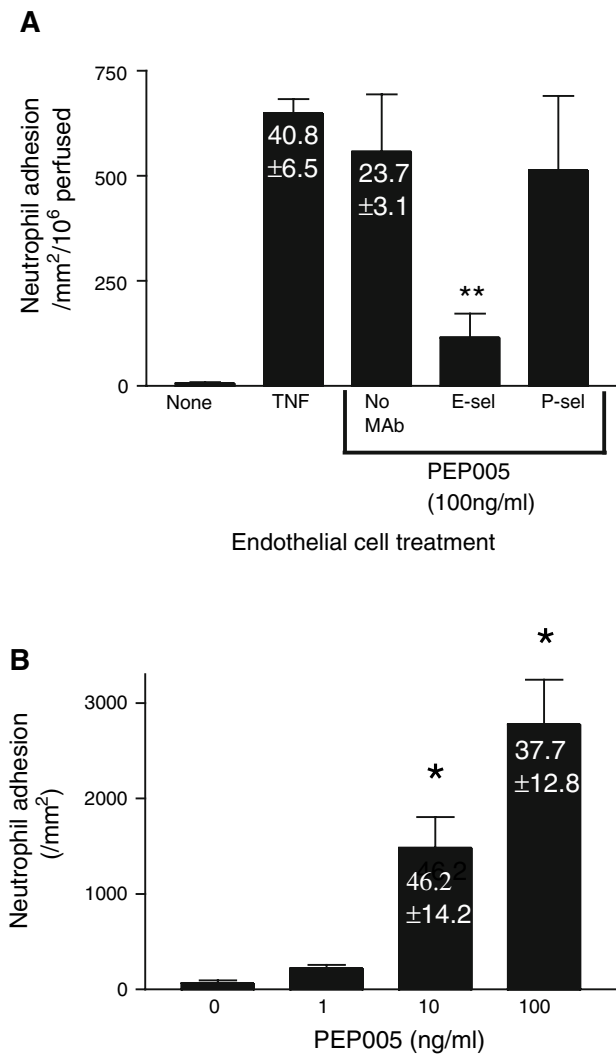 A
Neutrophil adhesion
/mm²/10⁶ perfused
750
500
250
0
40.8
±6.5
23.7
±3.1
**
None
TNF
No
MAb
E-sel
P-sel
PEP005
(100ng/ml)
Endothelial cell treatment
B
Neutrophil adhesion
(/mm²)
3000
2000
1000
0
*
*
46.2
46.2
±14.2
37.7
±12.8
0
1
10
100
PEP005 (ng/ml)